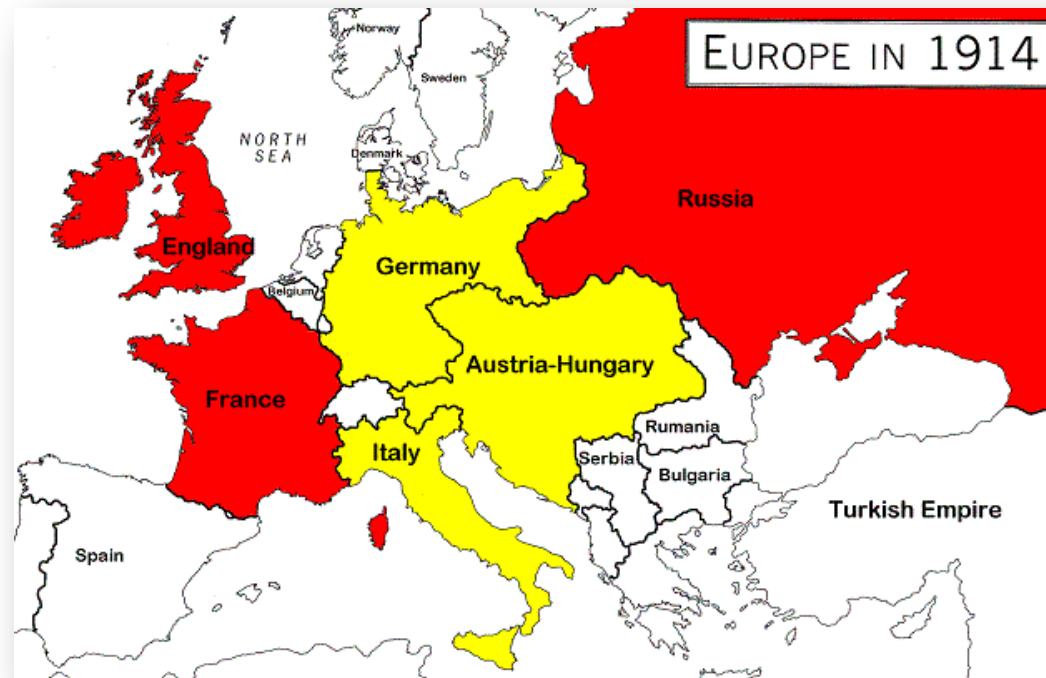 Norway
EUROPE IN 1914
Sweden
NORTH
SEA
Denmark
Russia
England
Germany
Belgium
Austria-Hungary
France
Rumania
Italy
Serbia
Bulgaria
Turkish Empire
Spain